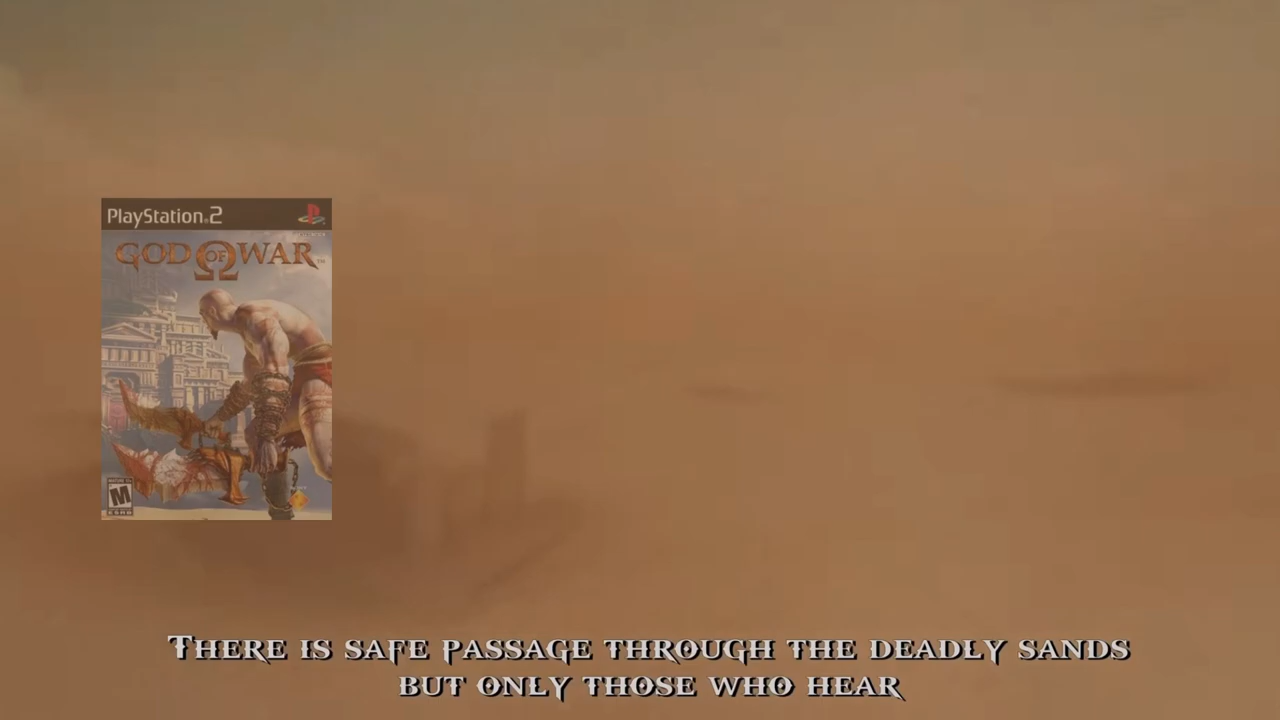 PlayStation.2
GOD OF WAR
M
THERE IS SAFE PASSAGE THROUGH THE DEADLY SANDS
BUT ONLY THOSE WHO HEAR